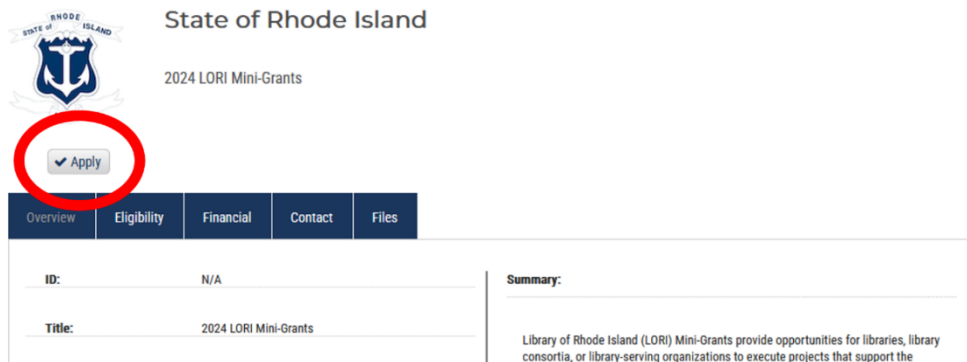 RHODE
STATE of ISLAND
State of Rhode Island
2024 LORI Mini-Grants
Apply
Overview Eligibility Financial Contact Files
ID: N/A
Summary:
Title: 2024 LORI Mini-Grants
Library of Rhode Island (LORI) Mini-Grants provide opportunities for libraries, library
consortia, or library-serving organizations to execute projects that support the